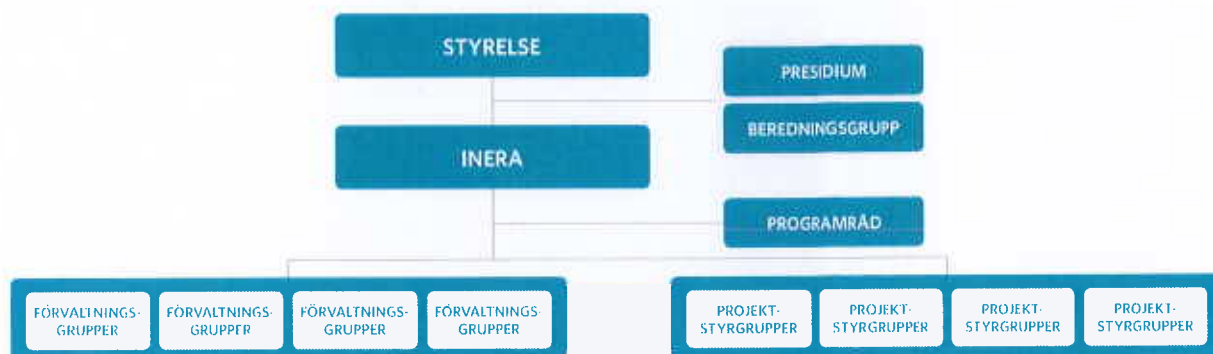 STYRELSE
PRESIDIUM
BEREDNINGSGRUPP
INERA
PROGRAMRÅD
FÖRVALTNINGS-
GRUPPER
FÖRVALTNINGS-
GRUPPER
FÖRVALTNINGS-
GRUPPER
FÖRVALTNINGS-
GRUPPER
PROJEKT-
STYRGRUPPER
PROJEKT-
STYRGRUPPER
PROJEKT-
STYRGRUPPER
PROJEKT-
STYRGRUPPER